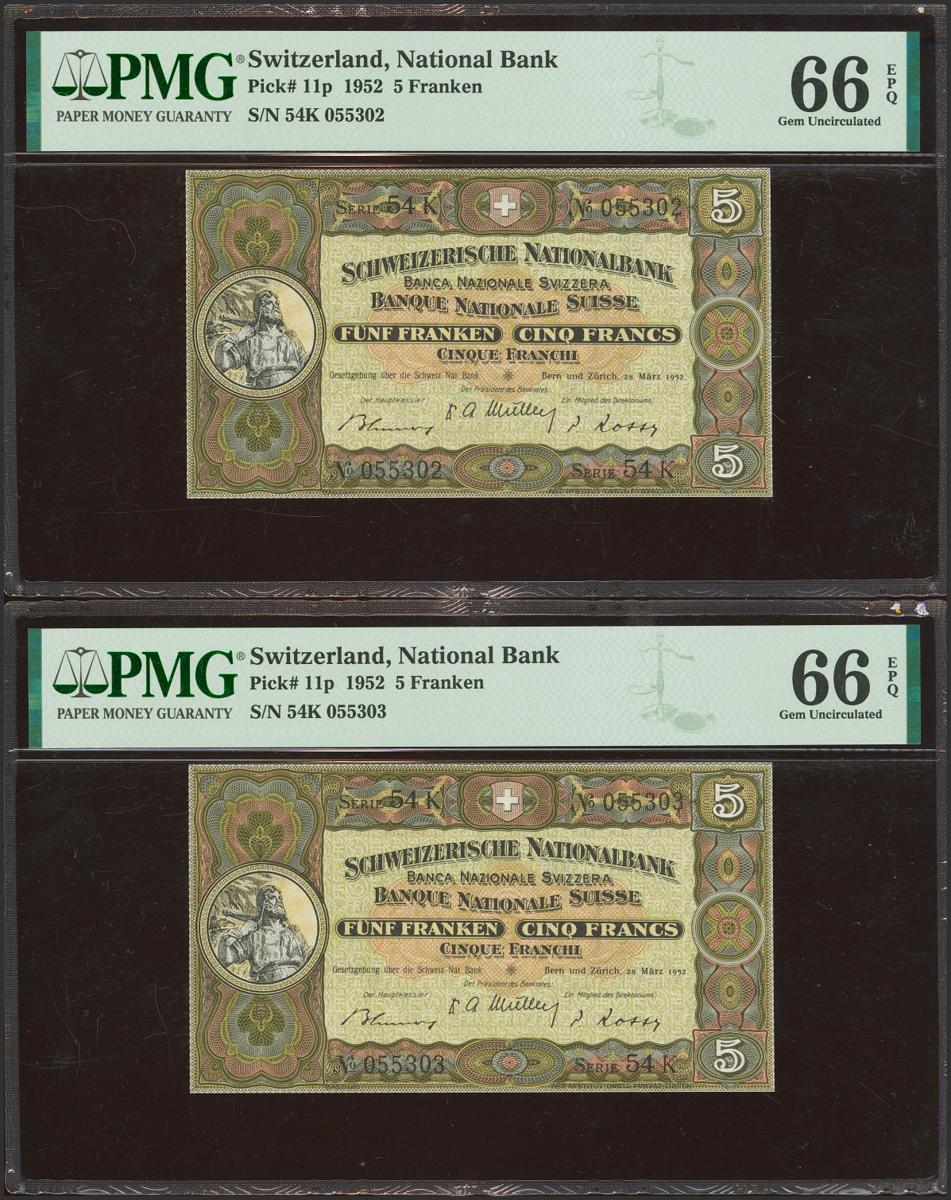 PMG®
PAPER MONEY GUARANTY
Switzerland, National Bank
Pick# 11p 1952 5 Franken
S/N 54K 055302
66 EPQ
Gem Uncirculated
SERIE 54 K
No 055302
5
SCHWEIZERISCHE NATIONALBANK
BANCA NAZIONALE SVIZZERA
BANQUE NATIONALE SUISSE
FÜNF FRANKEN CINQ FRANCS
CINQUE FRANCHI
Gesetzgebung über die Schweiz. Nat. Bank Bern und Zürich, 28. März 1952.
Der Präsident des Bankrates:
Der Hauptkassier: Ein Mitglied des Direktoriums:
Müller Rossy
No 055302
SERIE 54 K
5
PMG®
PAPER MONEY GUARANTY
Switzerland, National Bank
Pick# 11p 1952 5 Franken
S/N 54K 055303
66 EPQ
Gem Uncirculated
SERIE 54 K
No 055303
5
SCHWEIZERISCHE NATIONALBANK
BANCA NAZIONALE SVIZZERA
BANQUE NATIONALE SUISSE
FÜNF FRANKEN CINQ FRANCS
CINQUE FRANCHI
Gesetzgebung über die Schweiz. Nat. Bank Bern und Zürich, 28. März 1952.
Der Präsident des Bankrates:
Der Hauptkassier: Ein Mitglied des Direktoriums:
Müller Rossy
No 055303
SERIE 54 K
5